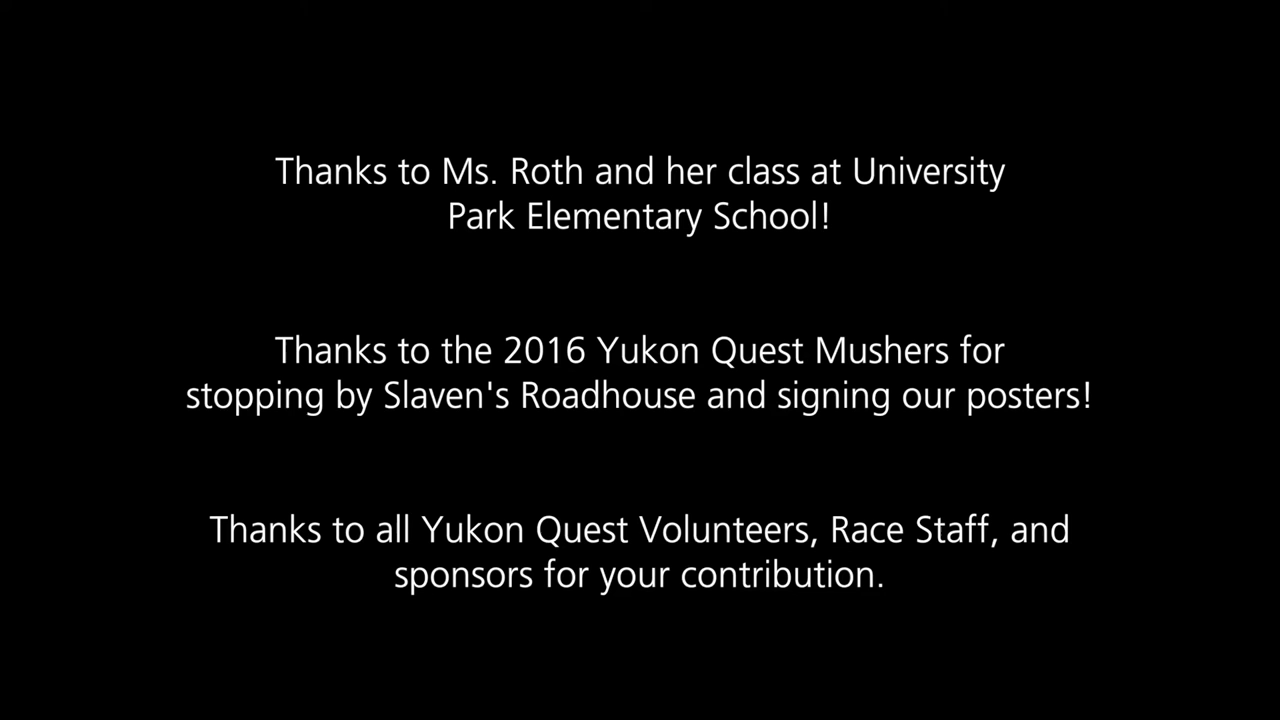 Thanks to Ms. Roth and her class at University
Park Elementary School!
Thanks to the 2016 Yukon Quest Mushers for
stopping by Slaven's Roadhouse and signing our posters!
Thanks to all Yukon Quest Volunteers, Race Staff, and
sponsors for your contribution.